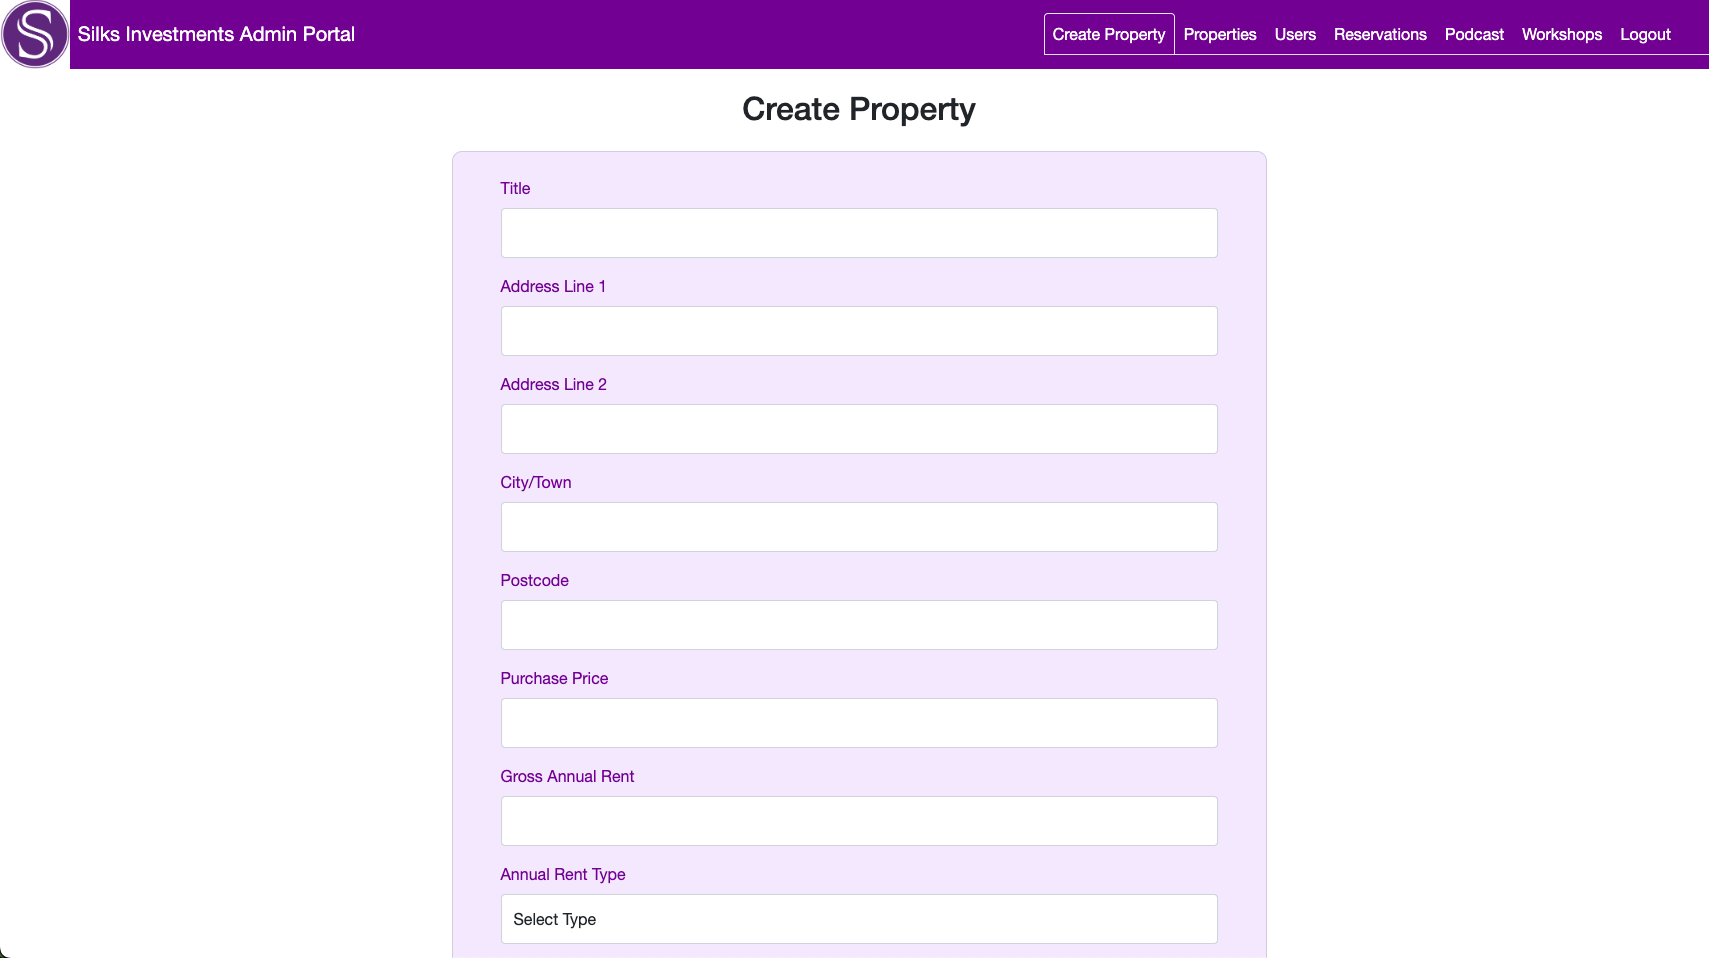 S
Silks Investments Admin Portal
Create Property Properties Users Reservations Podcast Workshops Logout
Create Property
Title
Address Line 1
Address Line 2
City/Town
Postcode
Purchase Price
Gross Annual Rent
Annual Rent Type
Select Type